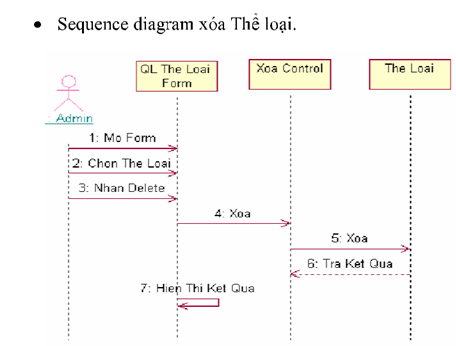 • Sequence diagram xóa Thể loại.
QL The Loai
Form
Xoa Control
The Loai
: Admin
1: Mo Form
2: Chon The Loai
3: Nhan Delete
4: Xoa
5: Xoa
6: Tra Ket Qua
7: Hien Thi Ket Qua